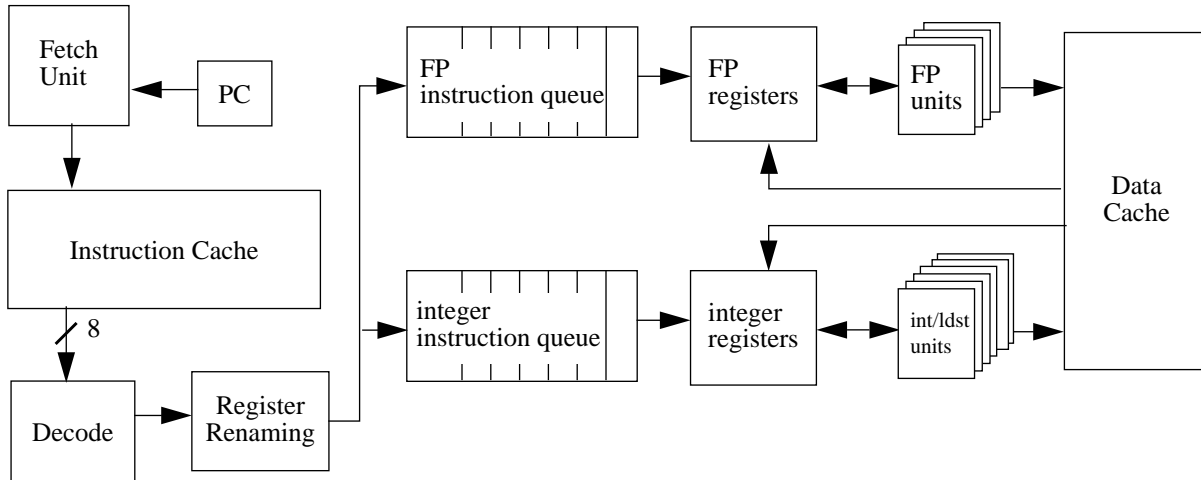 Fetch
Unit
PC
Instruction Cache
8
Decode
Register
Renaming
FP
instruction queue
FP
registers
FP
units
Data
Cache
integer
instruction queue
integer
registers
int/ldst
units